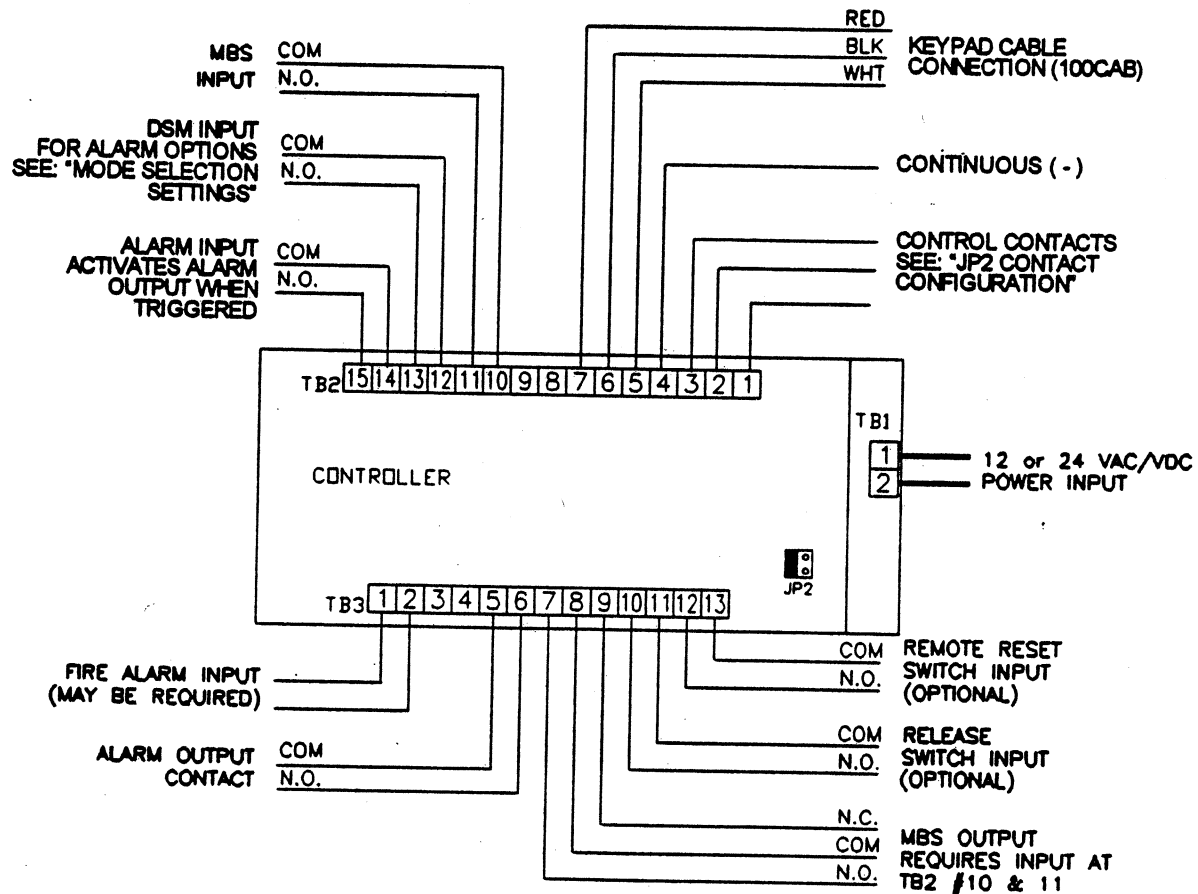 RED
BLK
WHT
KEYPAD CABLE
CONNECTION (100CAB)
MBS
INPUT
COM
N.O.
DSM INPUT
FOR ALARM OPTIONS
SEE: "MODE SELECTION
SETTINGS"
COM
N.O.
CONTINUOUS ( - )
ALARM INPUT
ACTIVATES ALARM
OUTPUT WHEN
TRIGGERED
COM
N.O.
CONTROL CONTACTS
SEE: "JP2 CONTACT
CONFIGURATION"
TB2 15 14 13 12 11 10 9 8 7 6 5 4 3 2 1
TB1
1
2
12 or 24 VAC/VDC
POWER INPUT
CONTROLLER
JP2
TB3 1 2 3 4 5 6 7 8 9 10 11 12 13
FIRE ALARM INPUT
(MAY BE REQUIRED)
COM
N.O.
REMOTE RESET
SWITCH INPUT
(OPTIONAL)
ALARM OUTPUT
CONTACT
COM
N.O.
COM
N.O.
RELEASE
SWITCH INPUT
(OPTIONAL)
N.C.
COM
N.O.
MBS OUTPUT
REQUIRES INPUT AT
TB2 #10 & 11